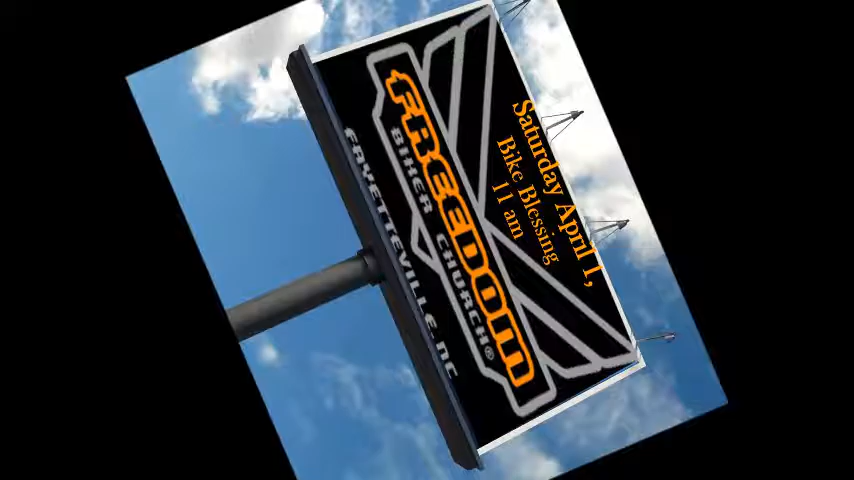 Saturday April 1,
Bike Blessing
11 am
FREEDOM
BIKER CHURCH®
FAYETTEVILLE, NC